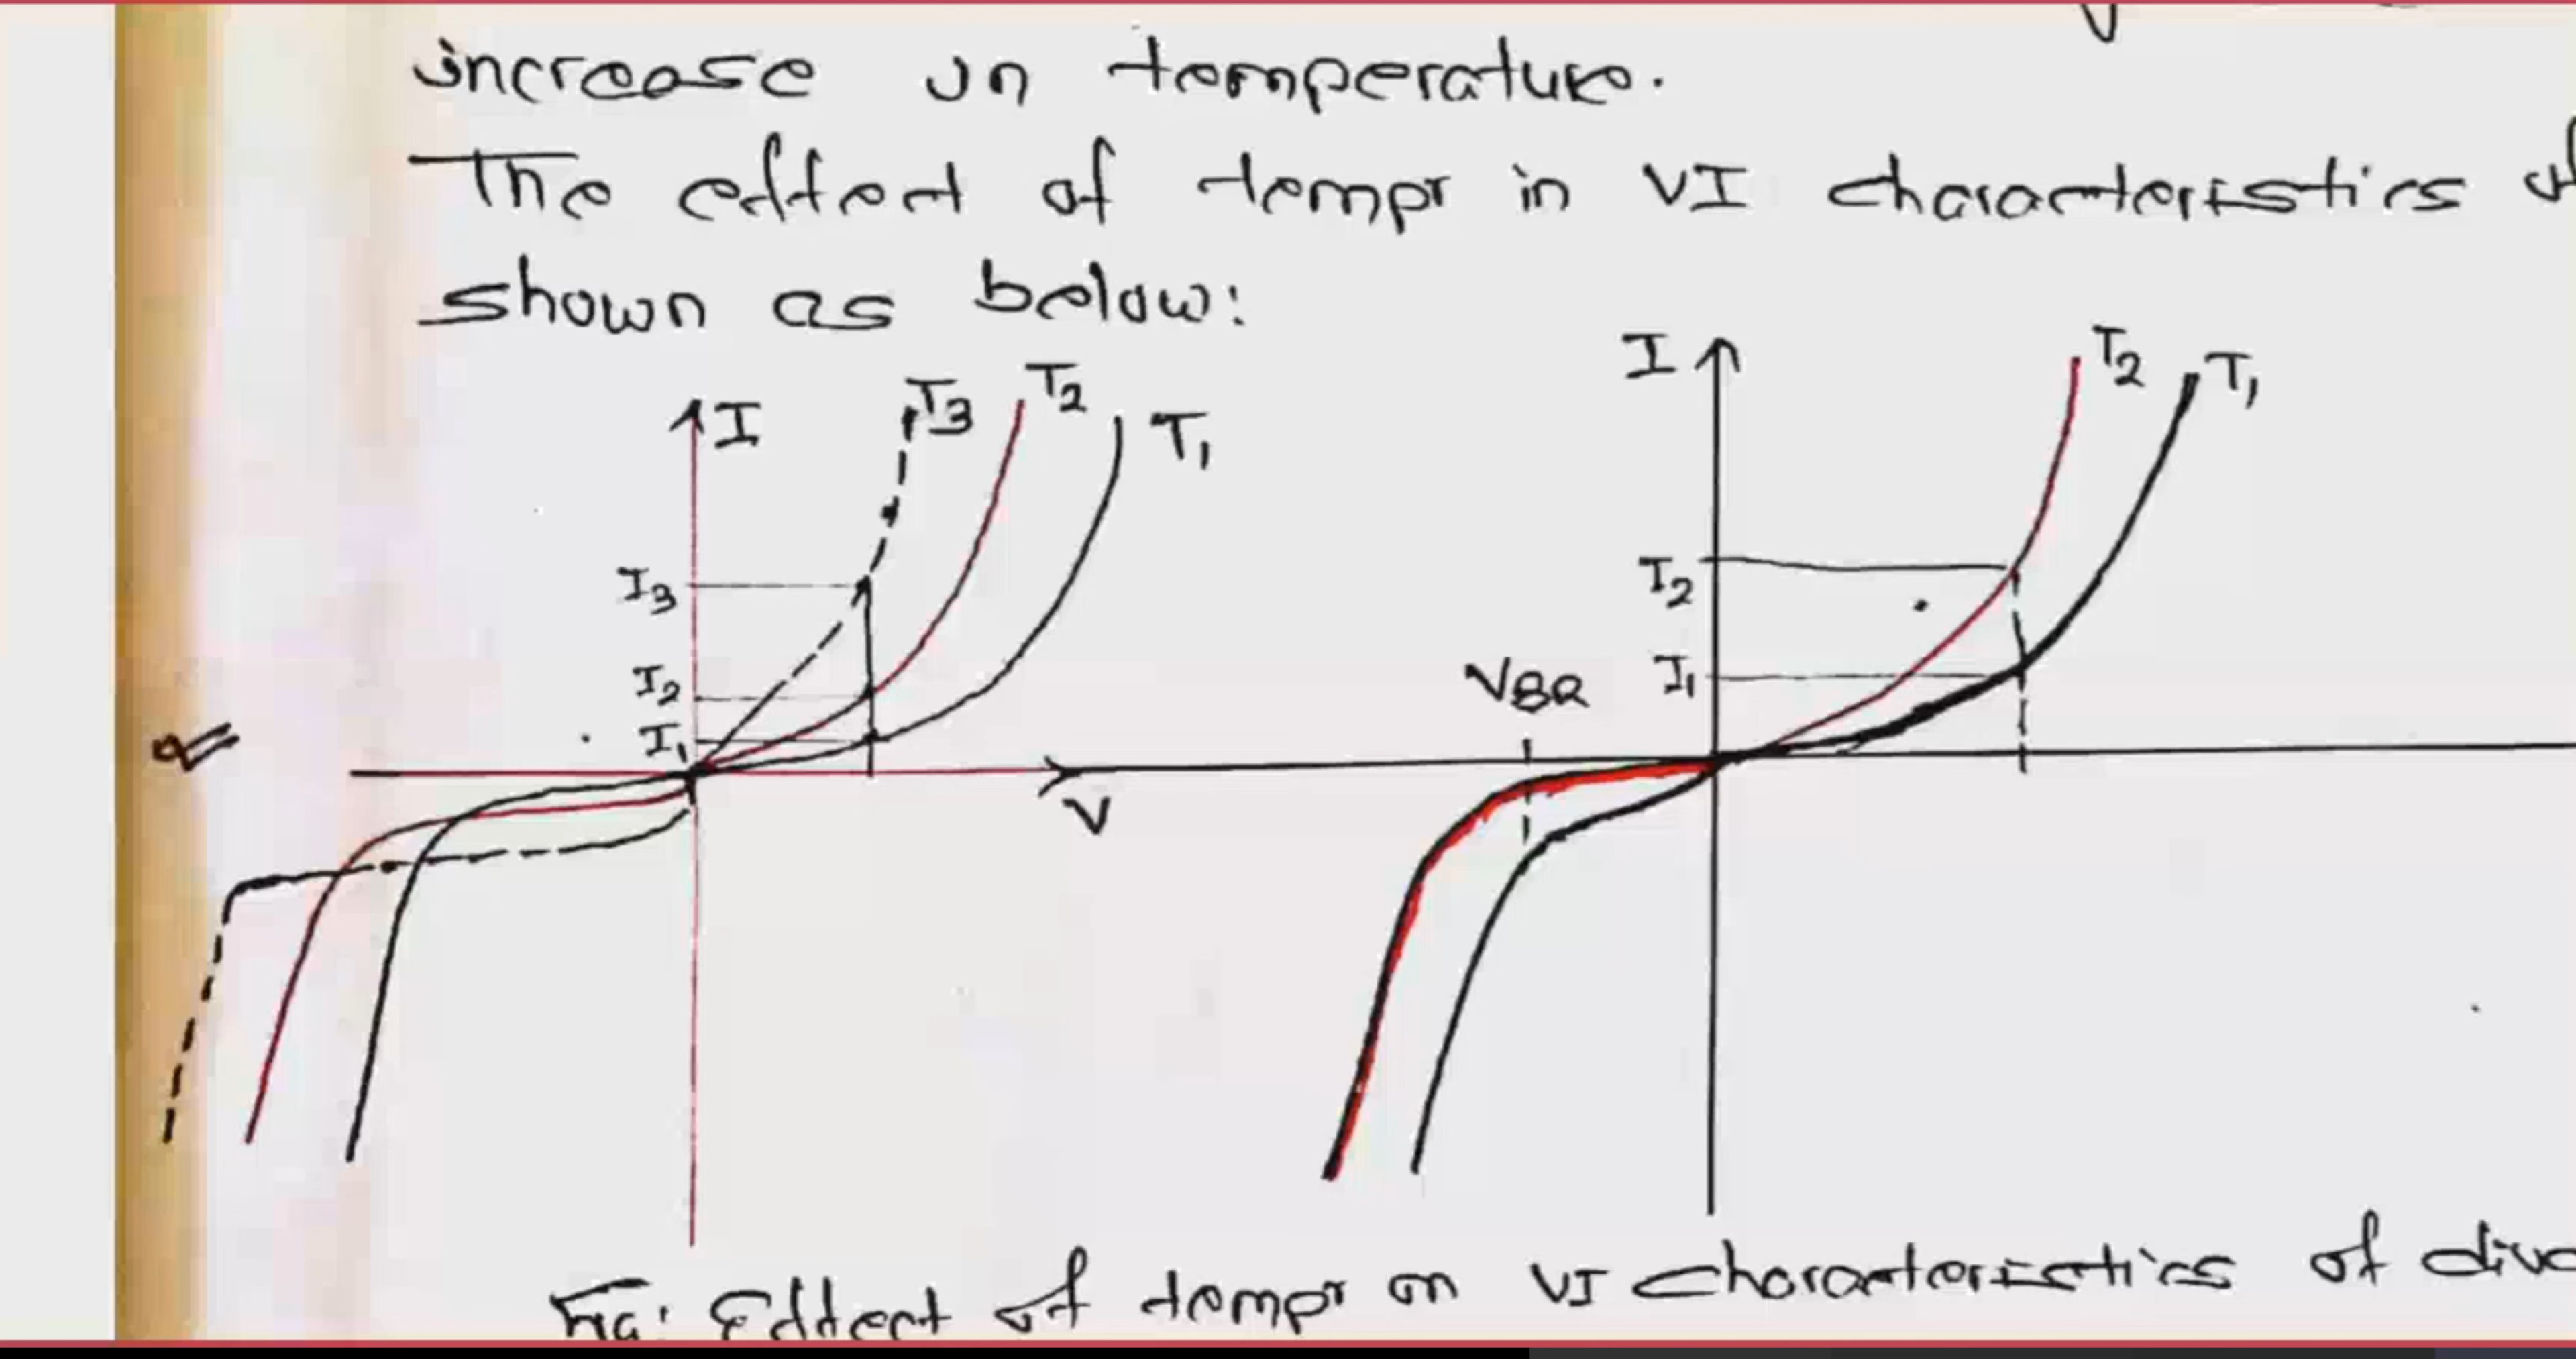 increase in temperature.
The effect of tempr in VI characteristics of
shown as below:
I
T3
T2
T1
I3
I2
I1
V
I
T2
T1
I2
I1
VBR
Fig: Effect of tempr on VI characteristics of